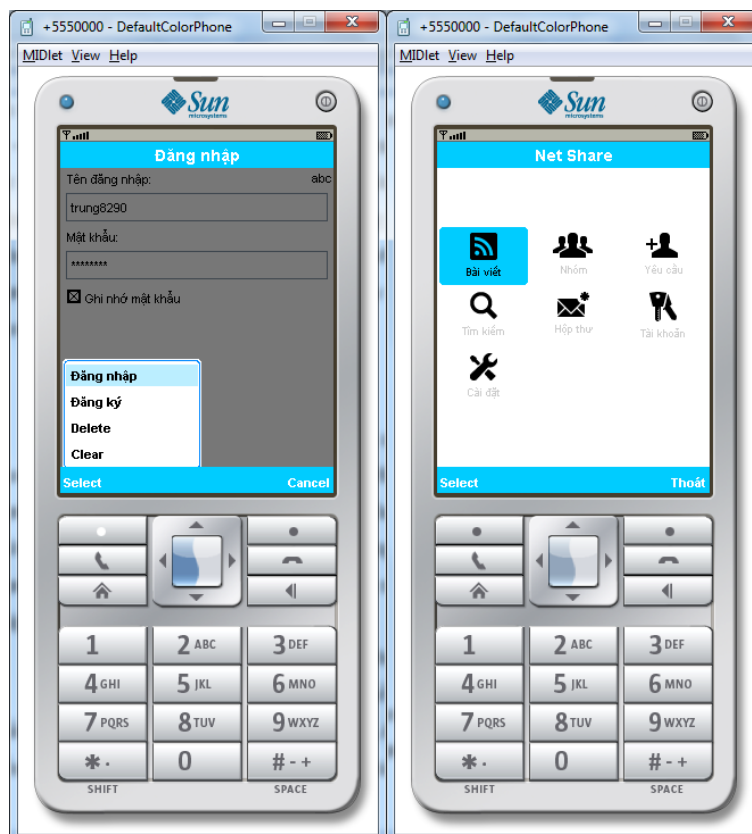 +5550000 - DefaultColorPhone
MIDlet View Help
Sun
microsystems
Đăng nhập
Tên đăng nhập:
abc
trung8290
Mật khẩu:
********
Ghi nhớ mật khẩu
Đăng nhập
Đăng ký
Delete
Clear
Select
Cancel
1
2 ABC
3 DEF
4 GHI
5 JKL
6 MNO
7 PQRS
8 TUV
9 WXYZ
* .
0
# - +
SHIFT
SPACE
+5550000 - DefaultColorPhone
MIDlet View Help
Sun
microsystems
Net Share
Bài viết
Nhóm
Yêu cầu
Tìm kiếm
Hộp thư
Tài khoản
Cài đặt
Select
Thoát
1
2 ABC
3 DEF
4 GHI
5 JKL
6 MNO
7 PQRS
8 TUV
9 WXYZ
* .
0
# - +
SHIFT
SPACE